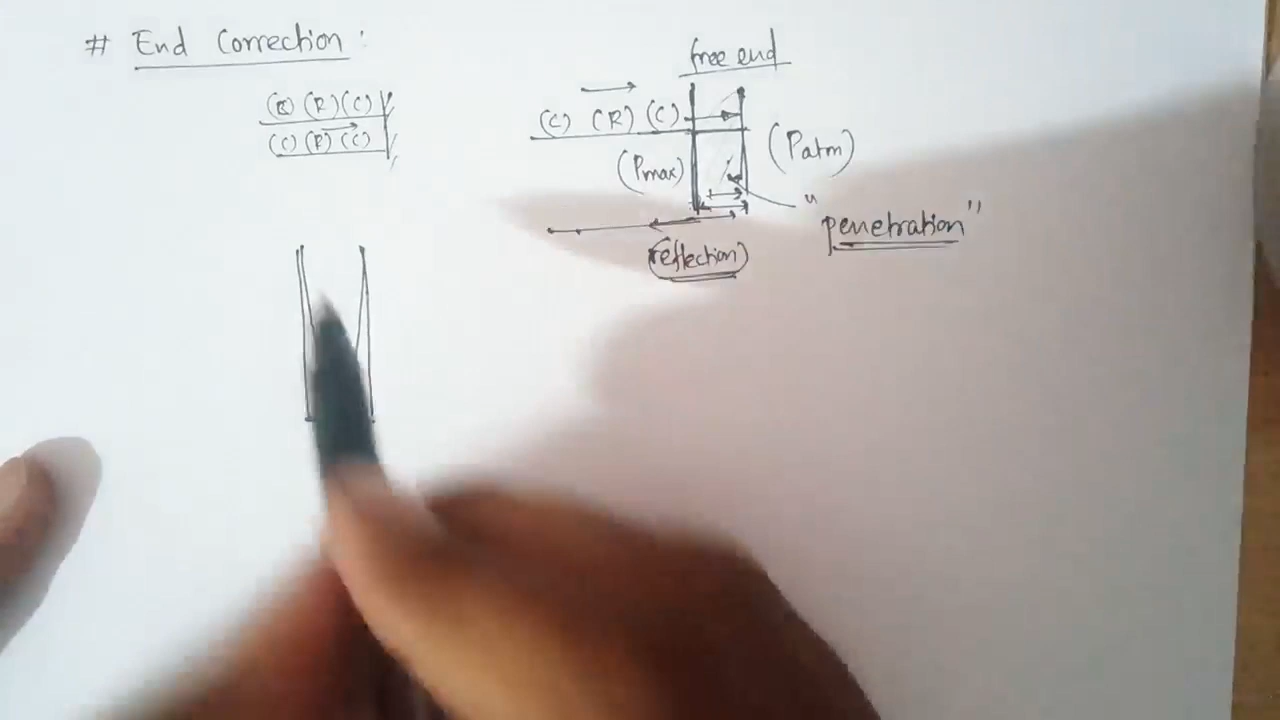 # End Correction :
free end
(C) (R) (C)
(C) (R) (C)
(C) (R) (C)
(Pmax)
(Patm)
"penetration"
(reflection)